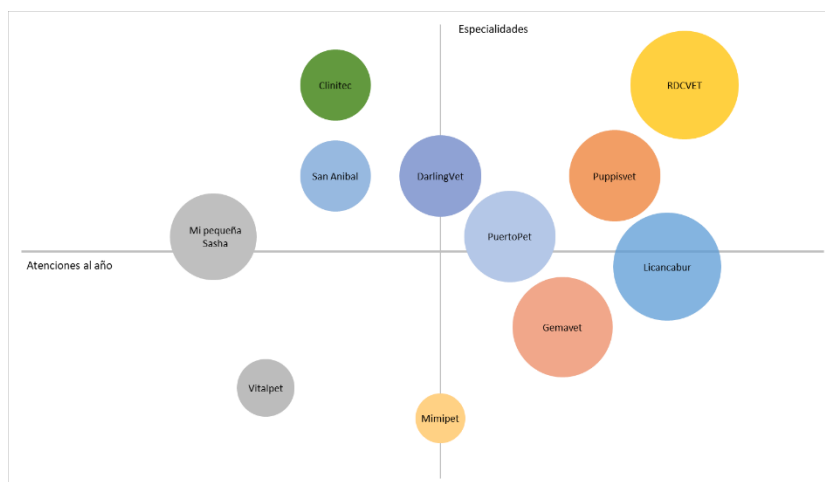 Especialidades
Clinitec
RDCVET
San Anibal
DarlingVet
Puppisvet
Mi pequeña
Sasha
PuertoPet
Atenciones al año
Licancabur
Gemavet
Vitalpet
Mimipet